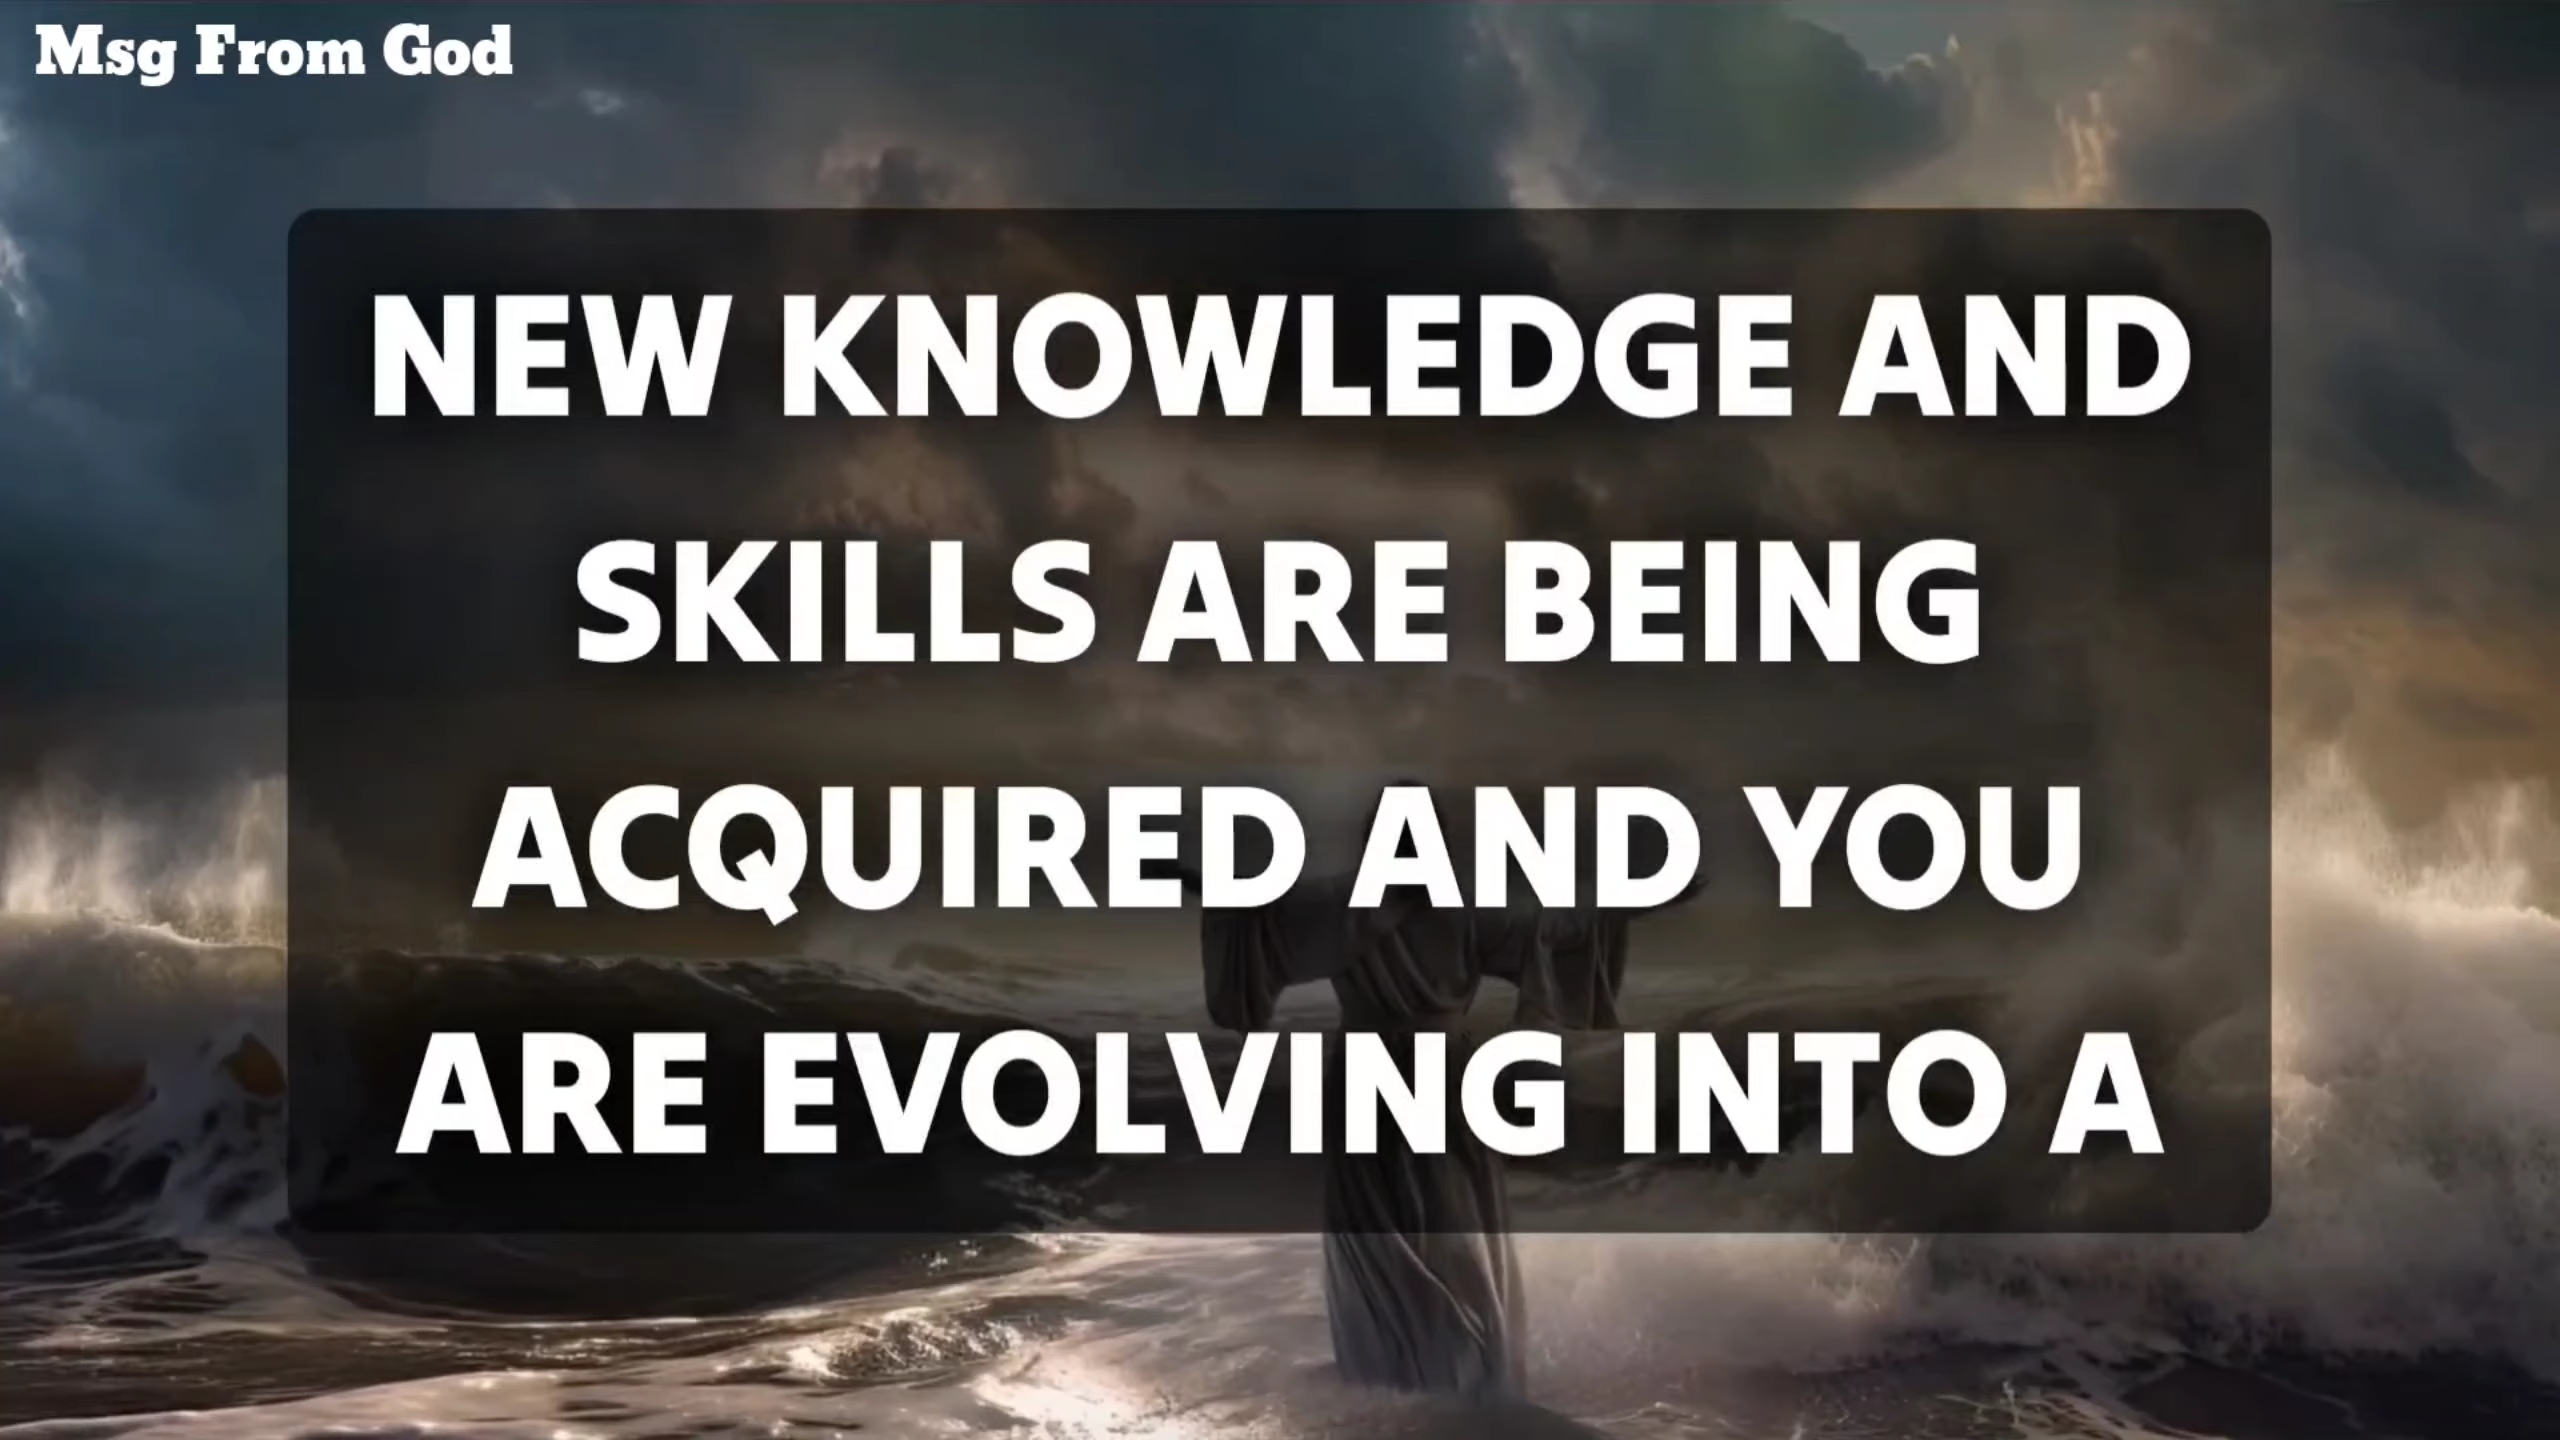 Msg From God
NEW KNOWLEDGE AND
SKILLS ARE BEING
ACQUIRED AND YOU
ARE EVOLVING INTO A